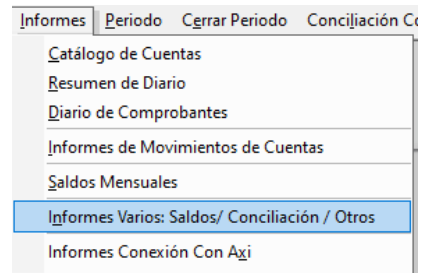 Informes Periodo Cerrar Periodo Conciliación
Catálogo de Cuentas
Resumen de Diario
Diario de Comprobantes
Informes de Movimientos de Cuentas
Saldos Mensuales
Informes Varios: Saldos/ Conciliación / Otros
Informes Conexión Con Axi